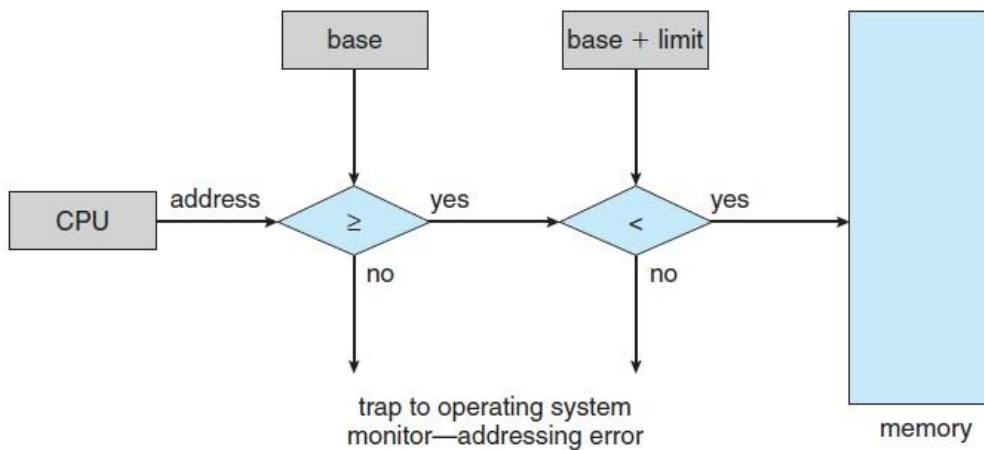 base
base + limit
CPU
address
≥
yes
<
yes
no
no
trap to operating system
monitor—addressing error
memory